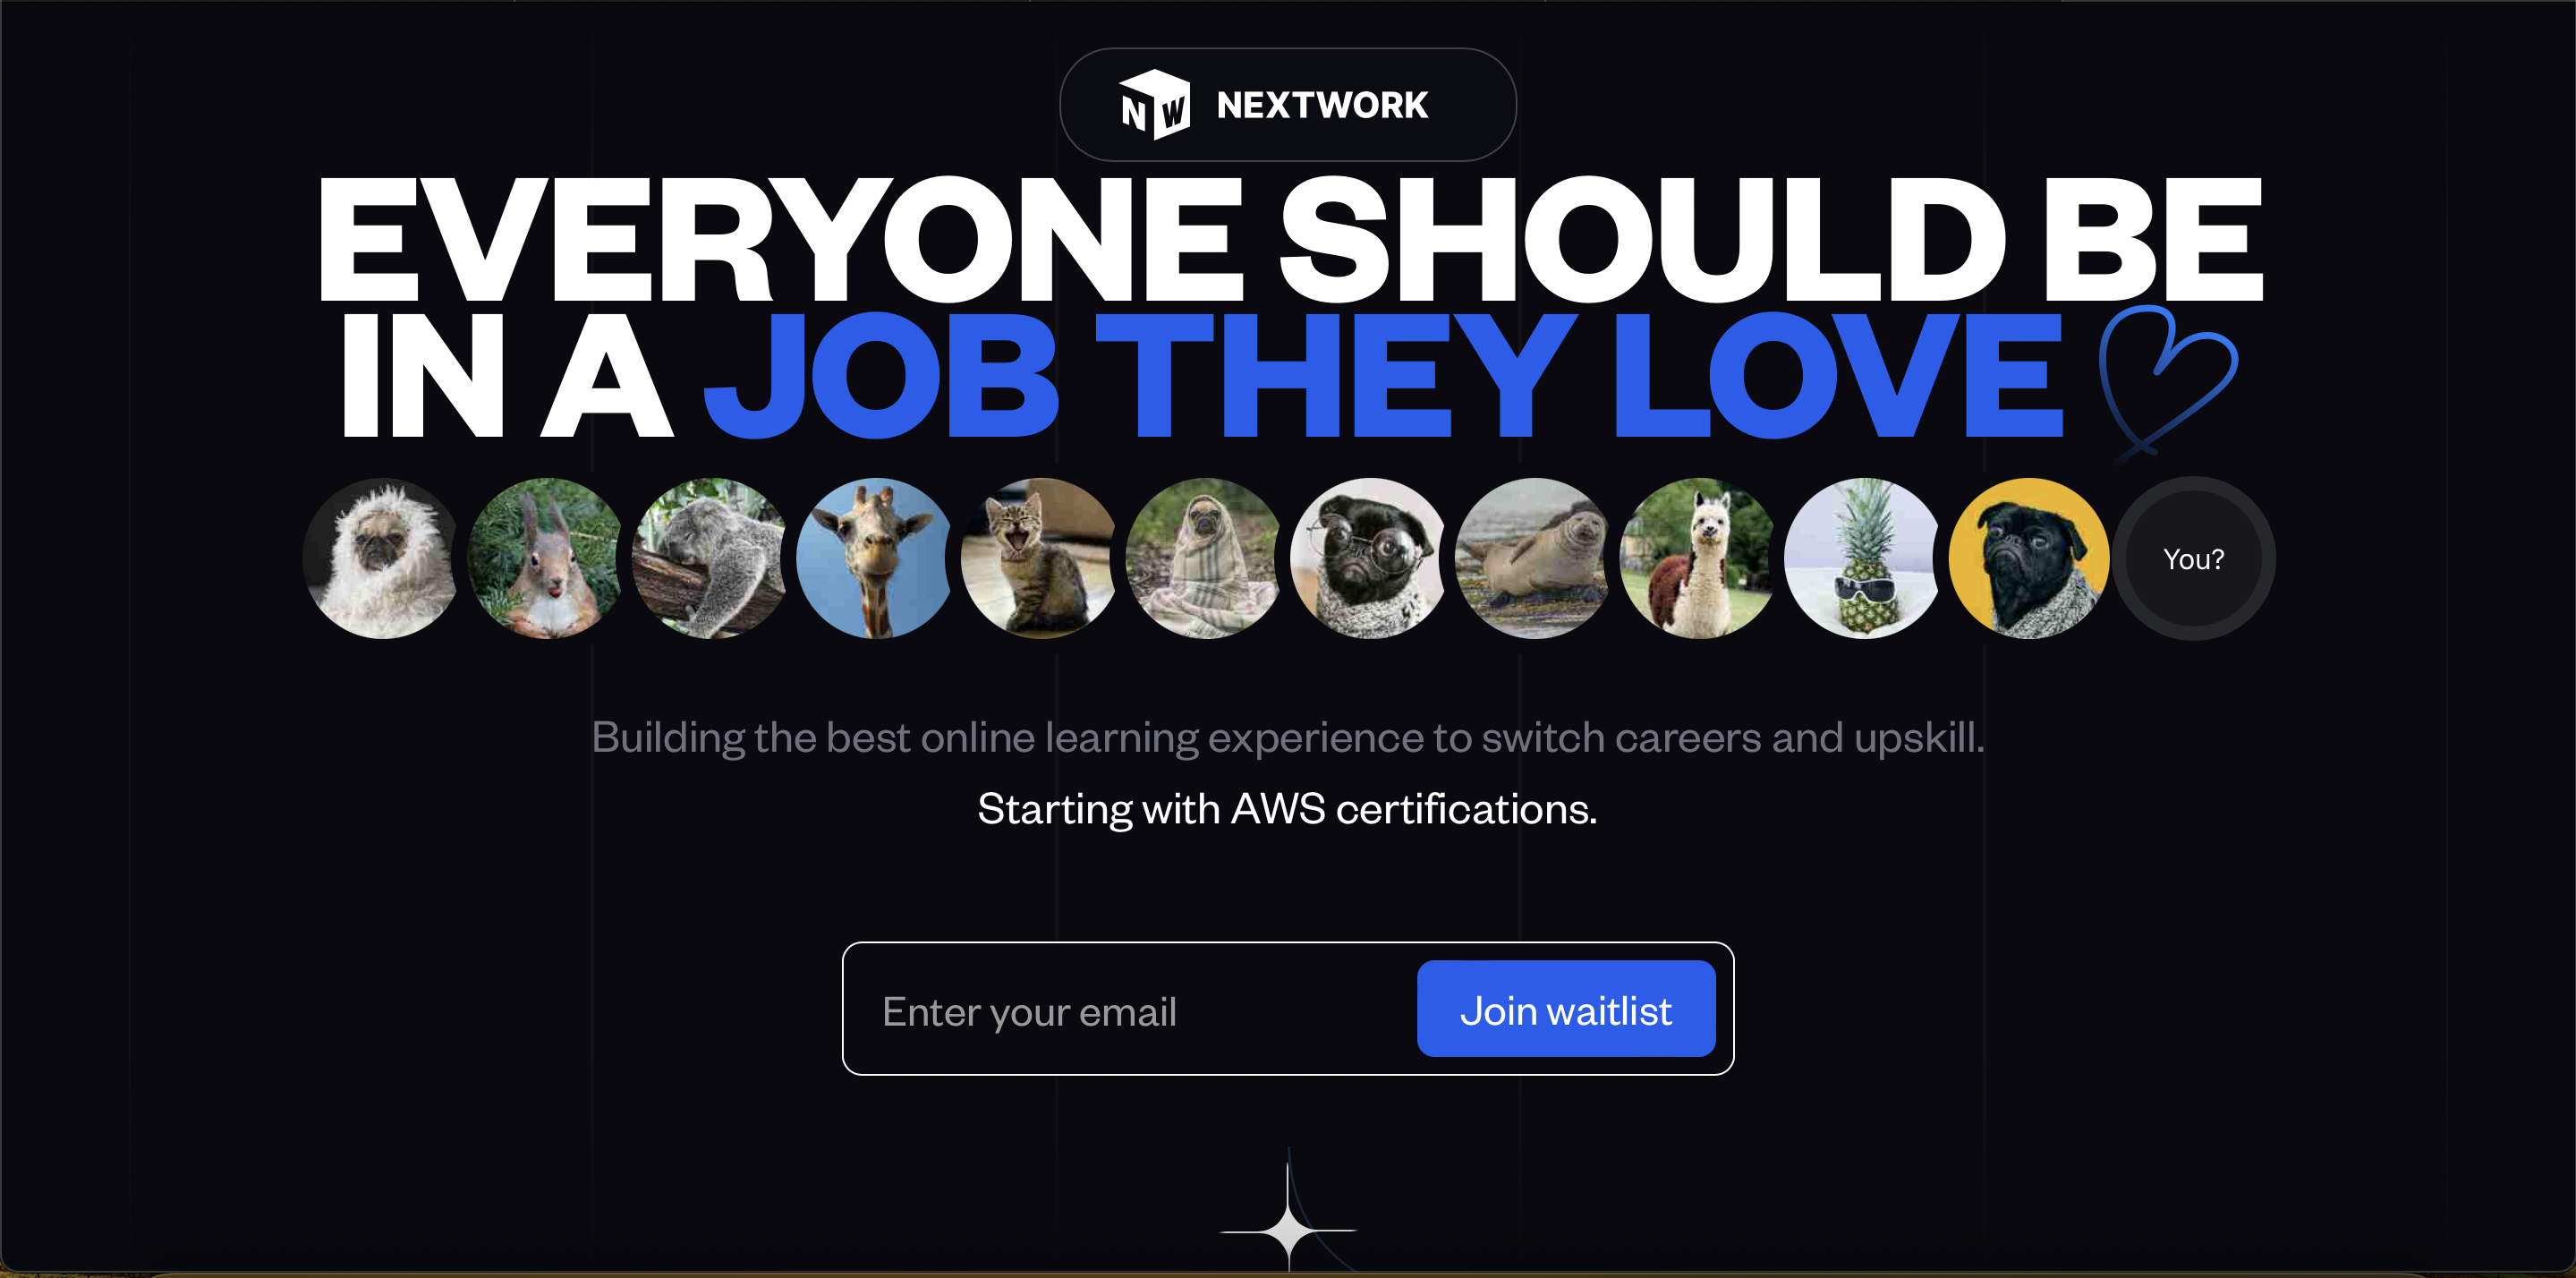 NW NEXTWORK
EVERYONE SHOULD BE
IN A JOB THEY LOVE
You?
Building the best online learning experience to switch careers and upskill.
Starting with AWS certifications.
Enter your email
Join waitlist